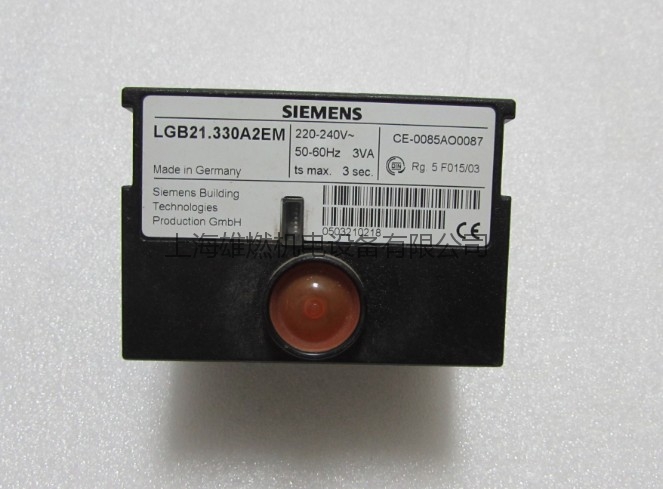 SIEMENS
LGB21.330A2EM
220-240V~
50-60Hz 3VA
ts max. 3 sec.
CE-0085AO0087
DIN Rg. 5 F015/03
Made in Germany
Siemens Building
Technologies
Production GmbH
0503210218
CE
上海雄燃机电设备有限公司